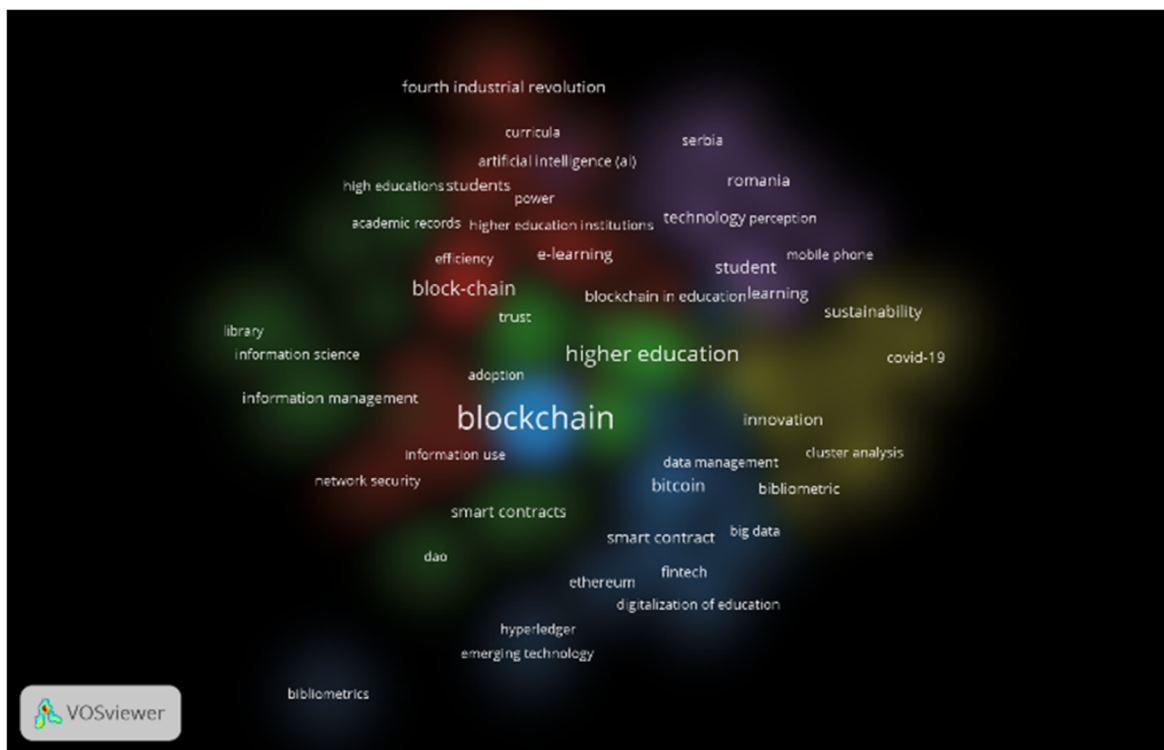 fourth industrial revolution
curricula
serbia
artificial intelligence (ai)
romania
high educations students
power
academic records higher education institutions technology perception
efficiency e-learning student mobile phone
block-chain blockchain in education learning
trust sustainability
library
information science higher education covid-19
adoption
information management
blockchain innovation
information use data management cluster analysis
network security bitcoin bibliometric
smart contracts
smart contract big data
dao
ethereum fintech
digitalization of education
hyperledger
emerging technology
bibliometrics
VOSviewer